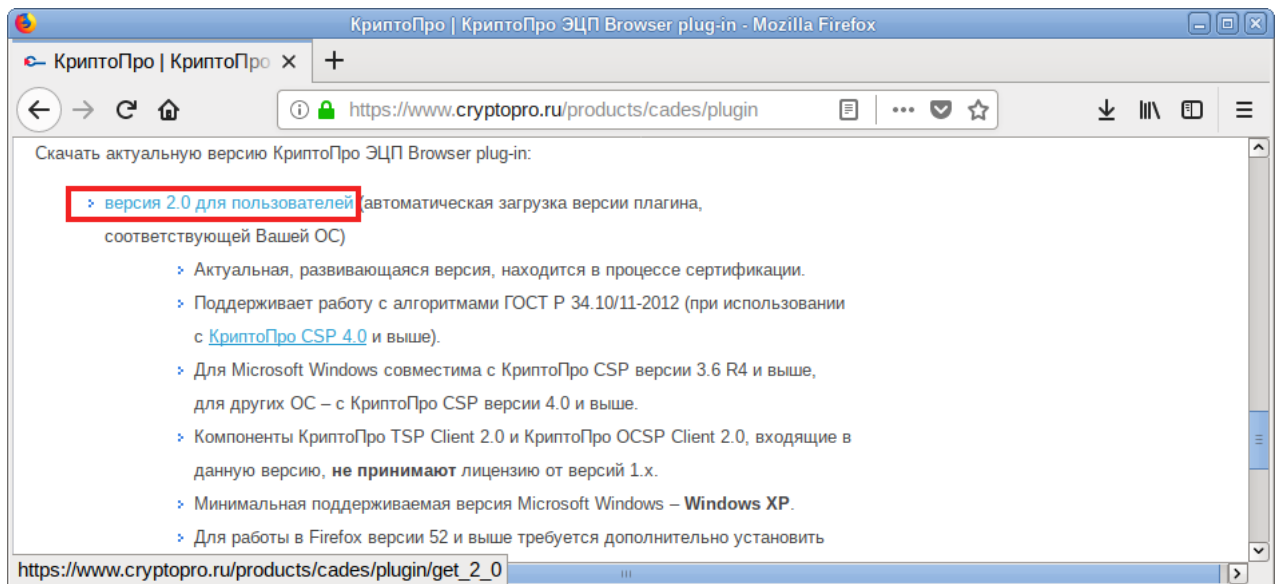 КриптоПро | КриптоПро ЭЦП Browser plug-in - Mozilla Firefox
КриптоПро | КриптоПро
https://www.cryptopro.ru/products/cades/plugin
Скачать актуальную версию КриптоПро ЭЦП Browser plug-in:
версия 2.0 для пользователей (автоматическая загрузка версии плагина,
соответствующей Вашей ОС)
Актуальная, развивающаяся версия, находится в процессе сертификации.
Поддерживает работу с алгоритмами ГОСТ Р 34.10/11-2012 (при использовании
с КриптоПро CSP 4.0 и выше).
Для Microsoft Windows совместима с КриптоПро CSP версии 3.6 R4 и выше,
для других ОС – с КриптоПро CSP версии 4.0 и выше.
Компоненты КриптоПро TSP Client 2.0 и КриптоПро OCSP Client 2.0, входящие в
данную версию, не принимают лицензию от версий 1.x.
Минимальная поддерживаемая версия Microsoft Windows – Windows XP.
Для работы в Firefox версии 52 и выше требуется дополнительно установить
https://www.cryptopro.ru/products/cades/plugin/get_2_0